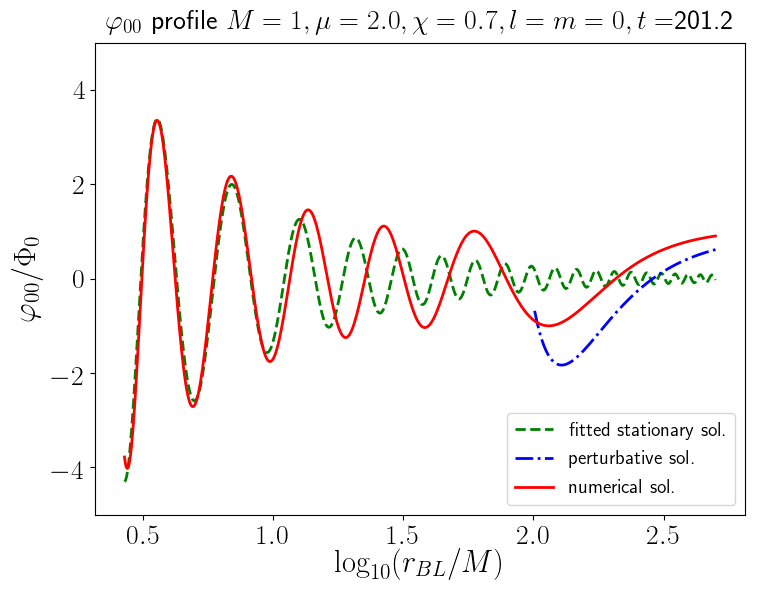 φ₀₀ profile M = 1, μ = 2.0, χ = 0.7, l = m = 0, t =201.2
φ₀₀/Φ₀
4
2
0
−2
−4
fitted stationary sol.
perturbative sol.
numerical sol.
0.5 1.0 1.5 2.0 2.5
log₁₀(r_BL/M)